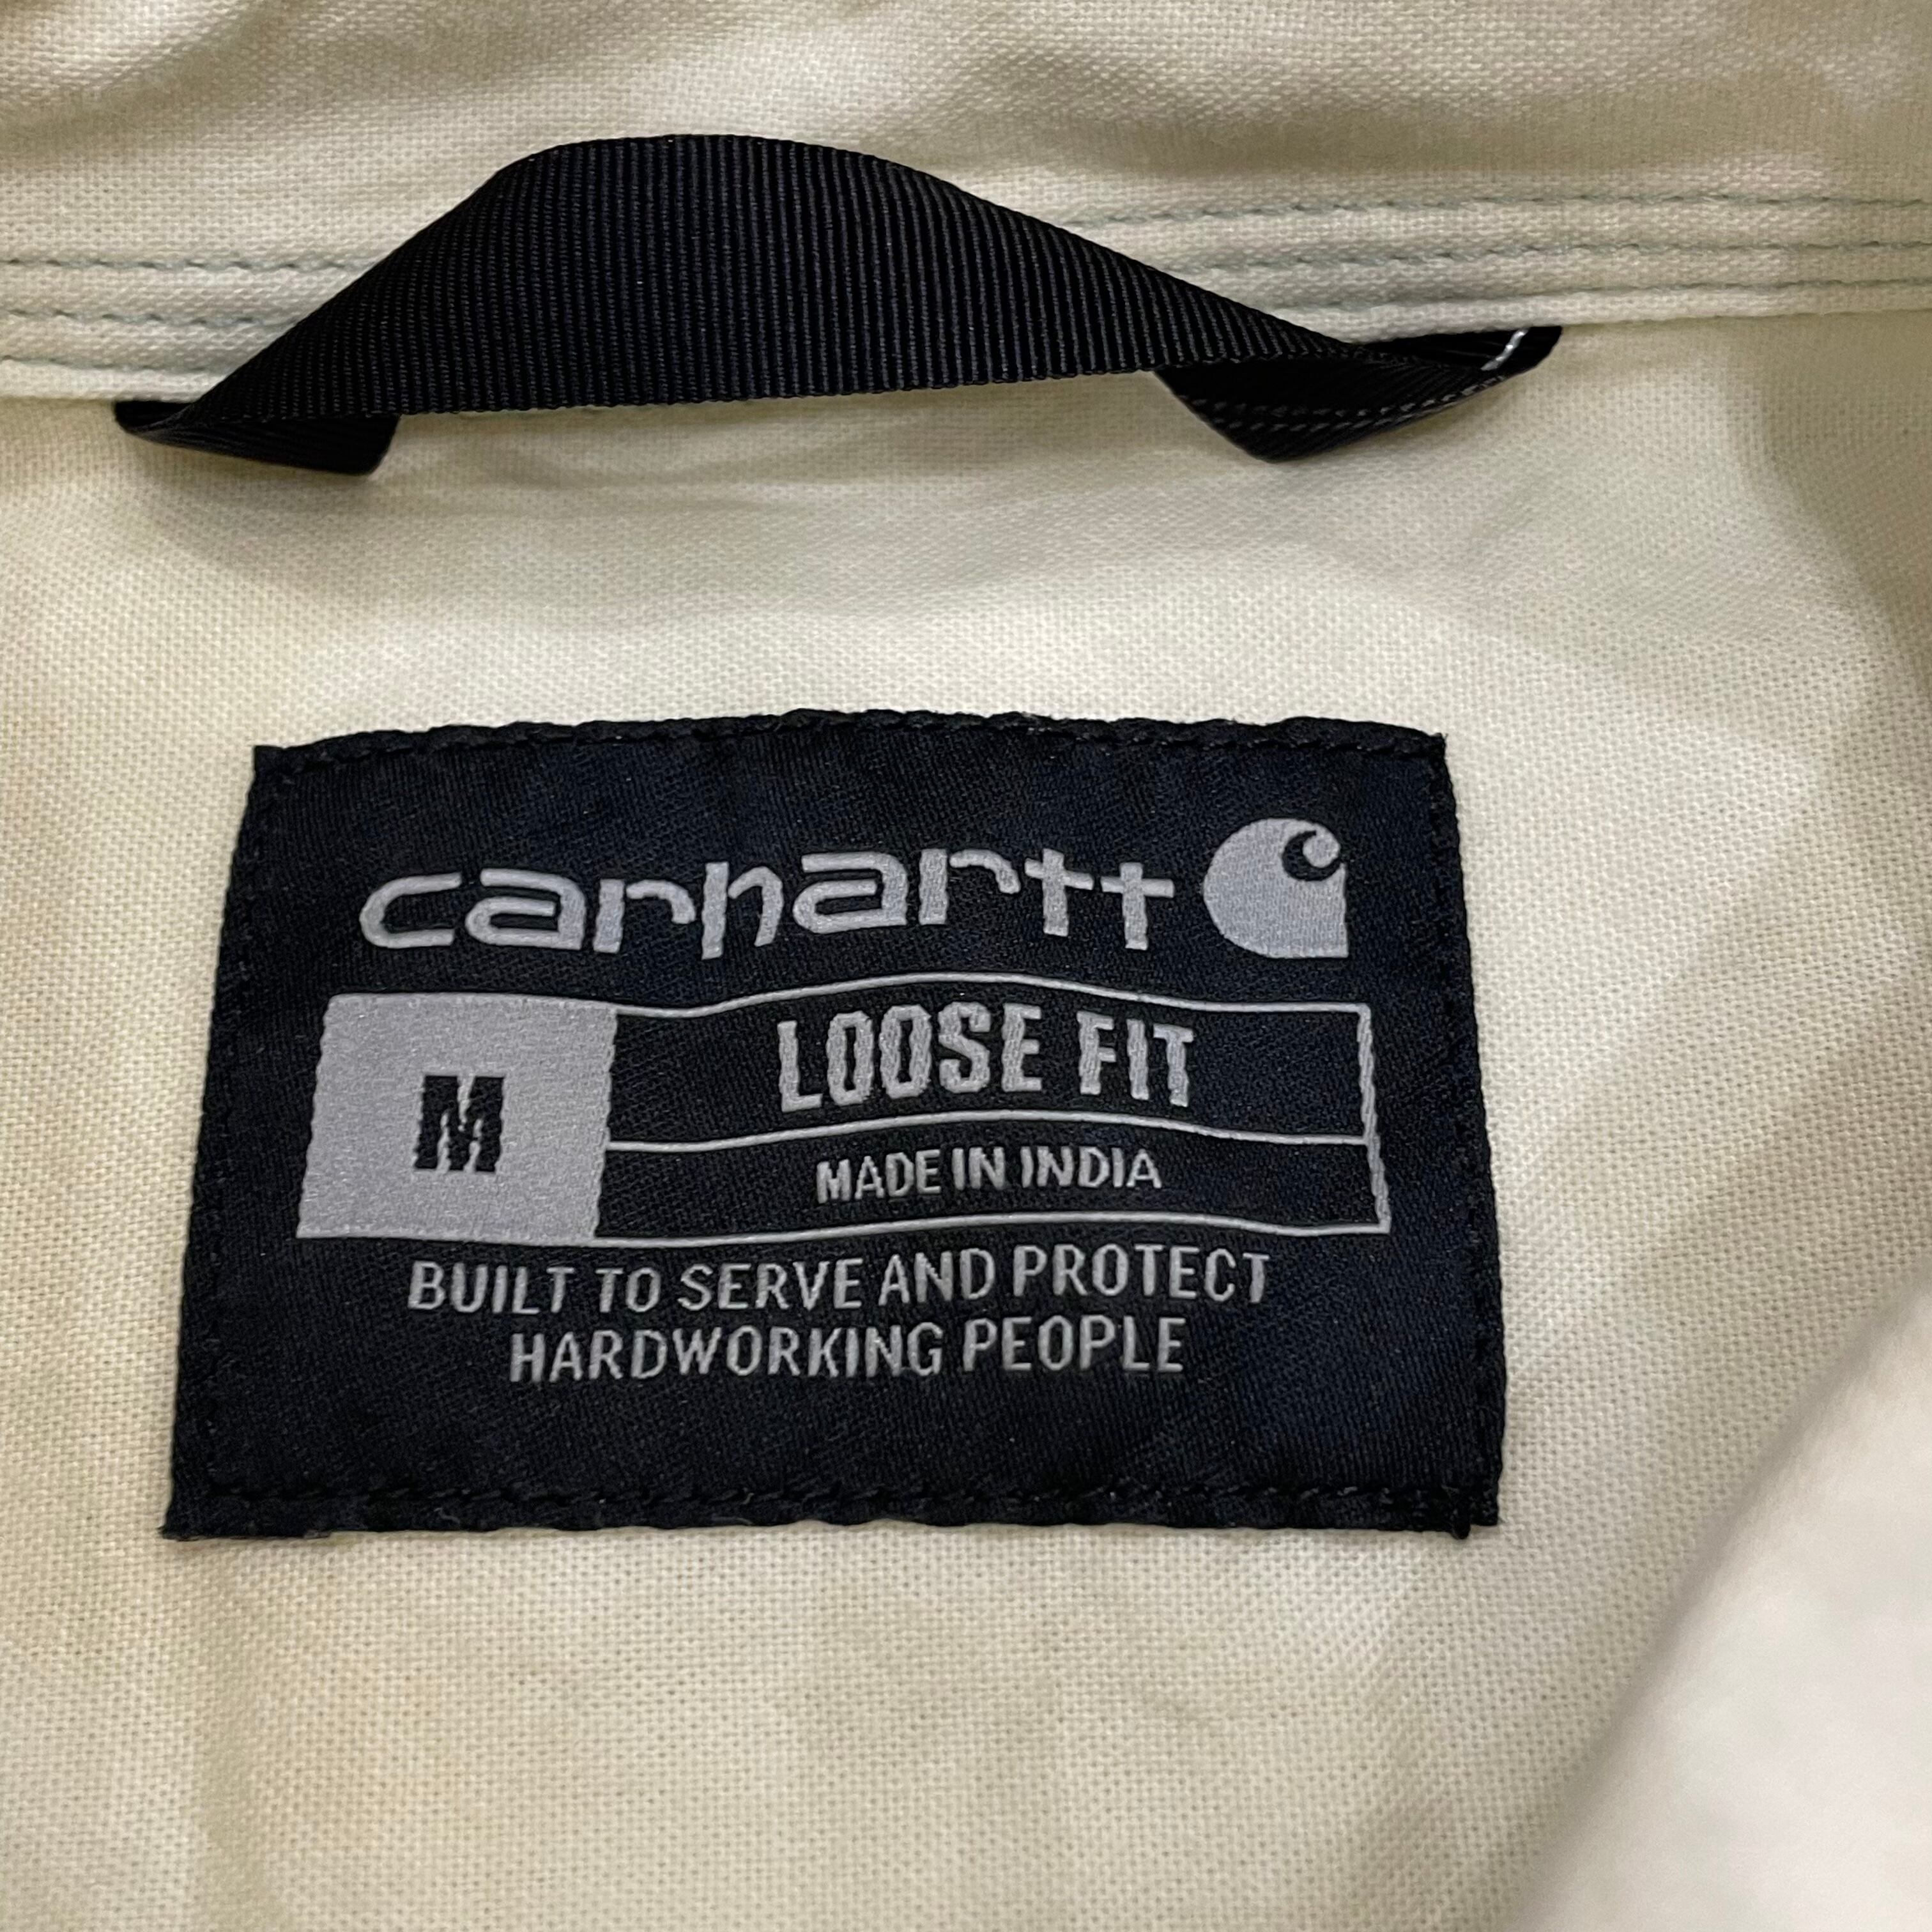 carhartt
M
LOOSE FIT
MADE IN INDIA
BUILT TO SERVE AND PROTECT
HARDWORKING PEOPLE